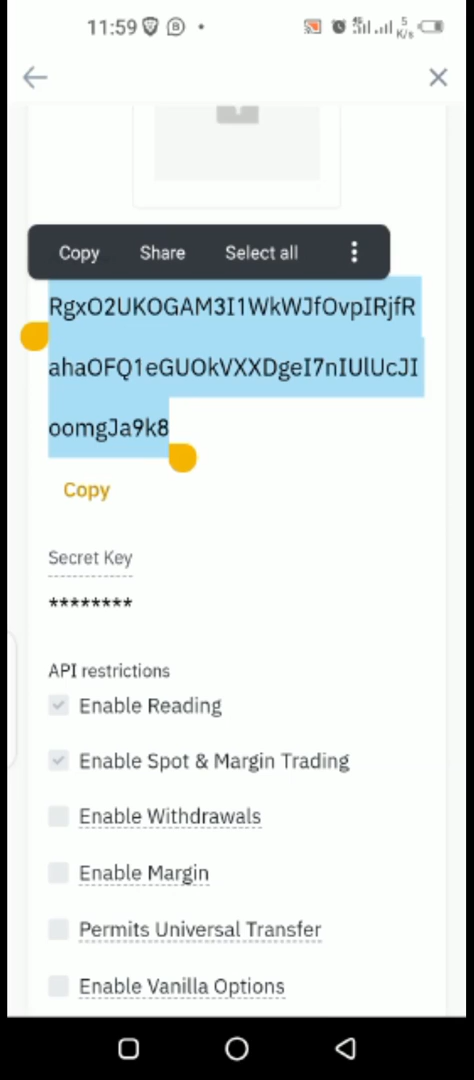 11:59
5
K/s
Copy Share Select all
RgxO2UKOGAM3I1WkWJfOvpIRjfR
ahaOFQ1eGUOkVXXDgeI7nIUlUcJI
oomgJa9k8
Copy
Secret Key
********
API restrictions
Enable Reading
Enable Spot & Margin Trading
Enable Withdrawals
Enable Margin
Permits Universal Transfer
Enable Vanilla Options